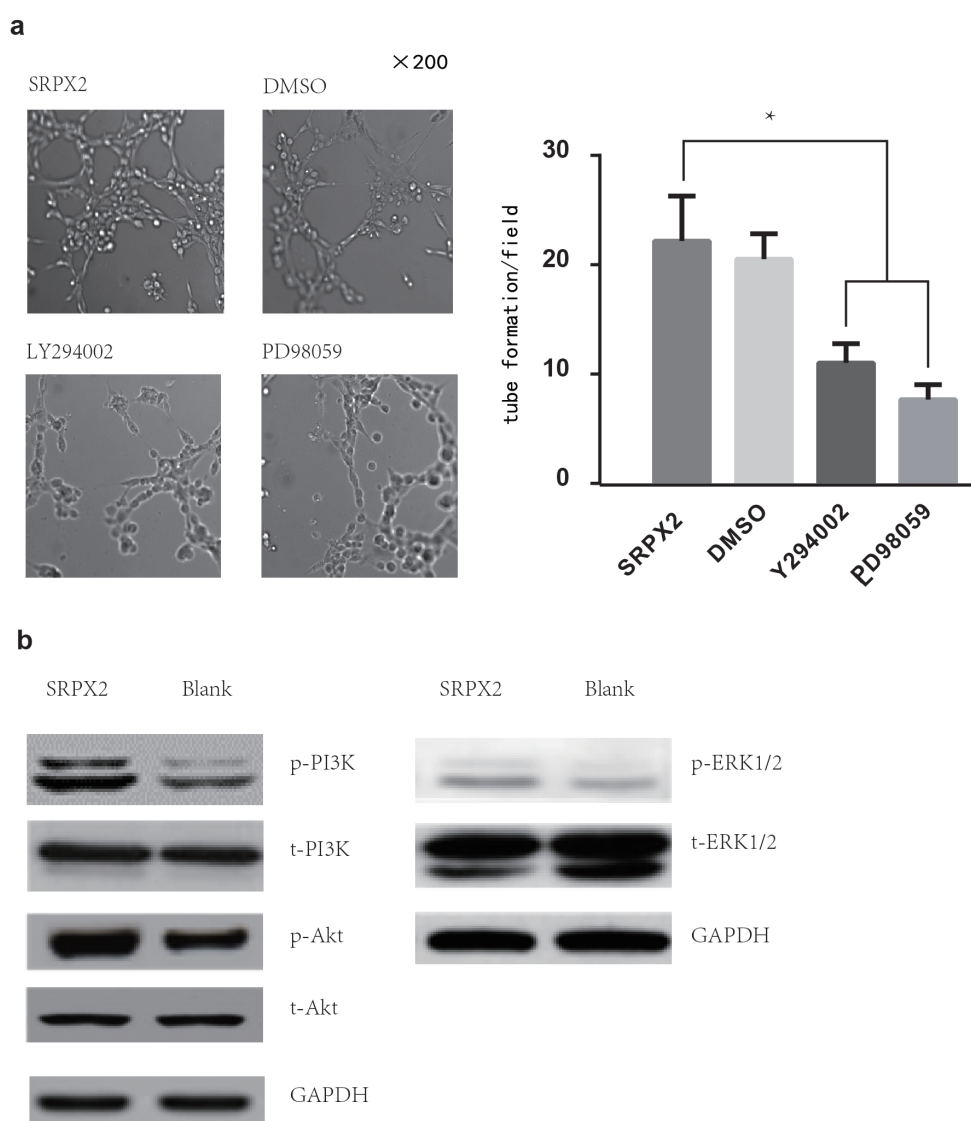 a
×200
SRPX2 DMSO
LY294002 PD98059
*
tube formation/field
30
20
10
0
SRPX2 DMSO Y294002 PD98059
b
SRPX2 Blank SRPX2 Blank
p-PI3K p-ERK1/2
t-PI3K t-ERK1/2
p-Akt GAPDH
t-Akt
GAPDH